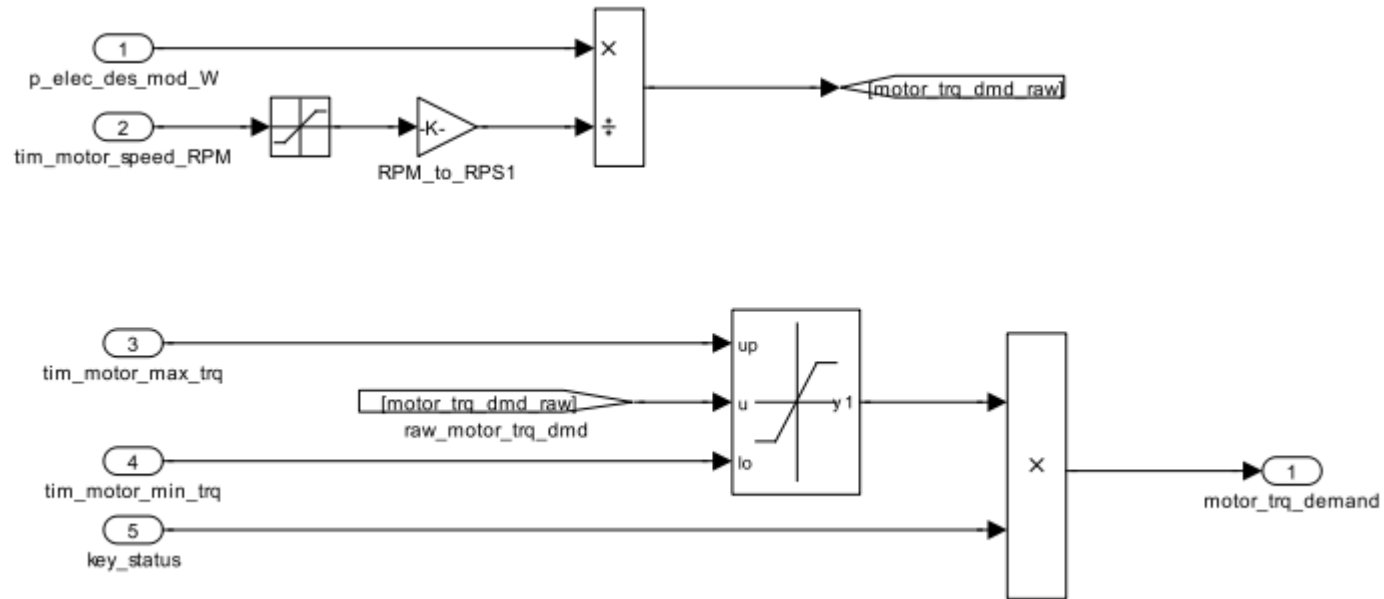 1
×
p_elec_des_mod_W
[motor_trq_dmd_raw]
2
-K-
÷
tim_motor_speed_RPM
RPM_to_RPS1
3
up
tim_motor_max_trq
[motor_trq_dmd_raw]
u
y1
raw_motor_trq_dmd
4
lo
×
1
tim_motor_min_trq
motor_trq_demand
5
key_status